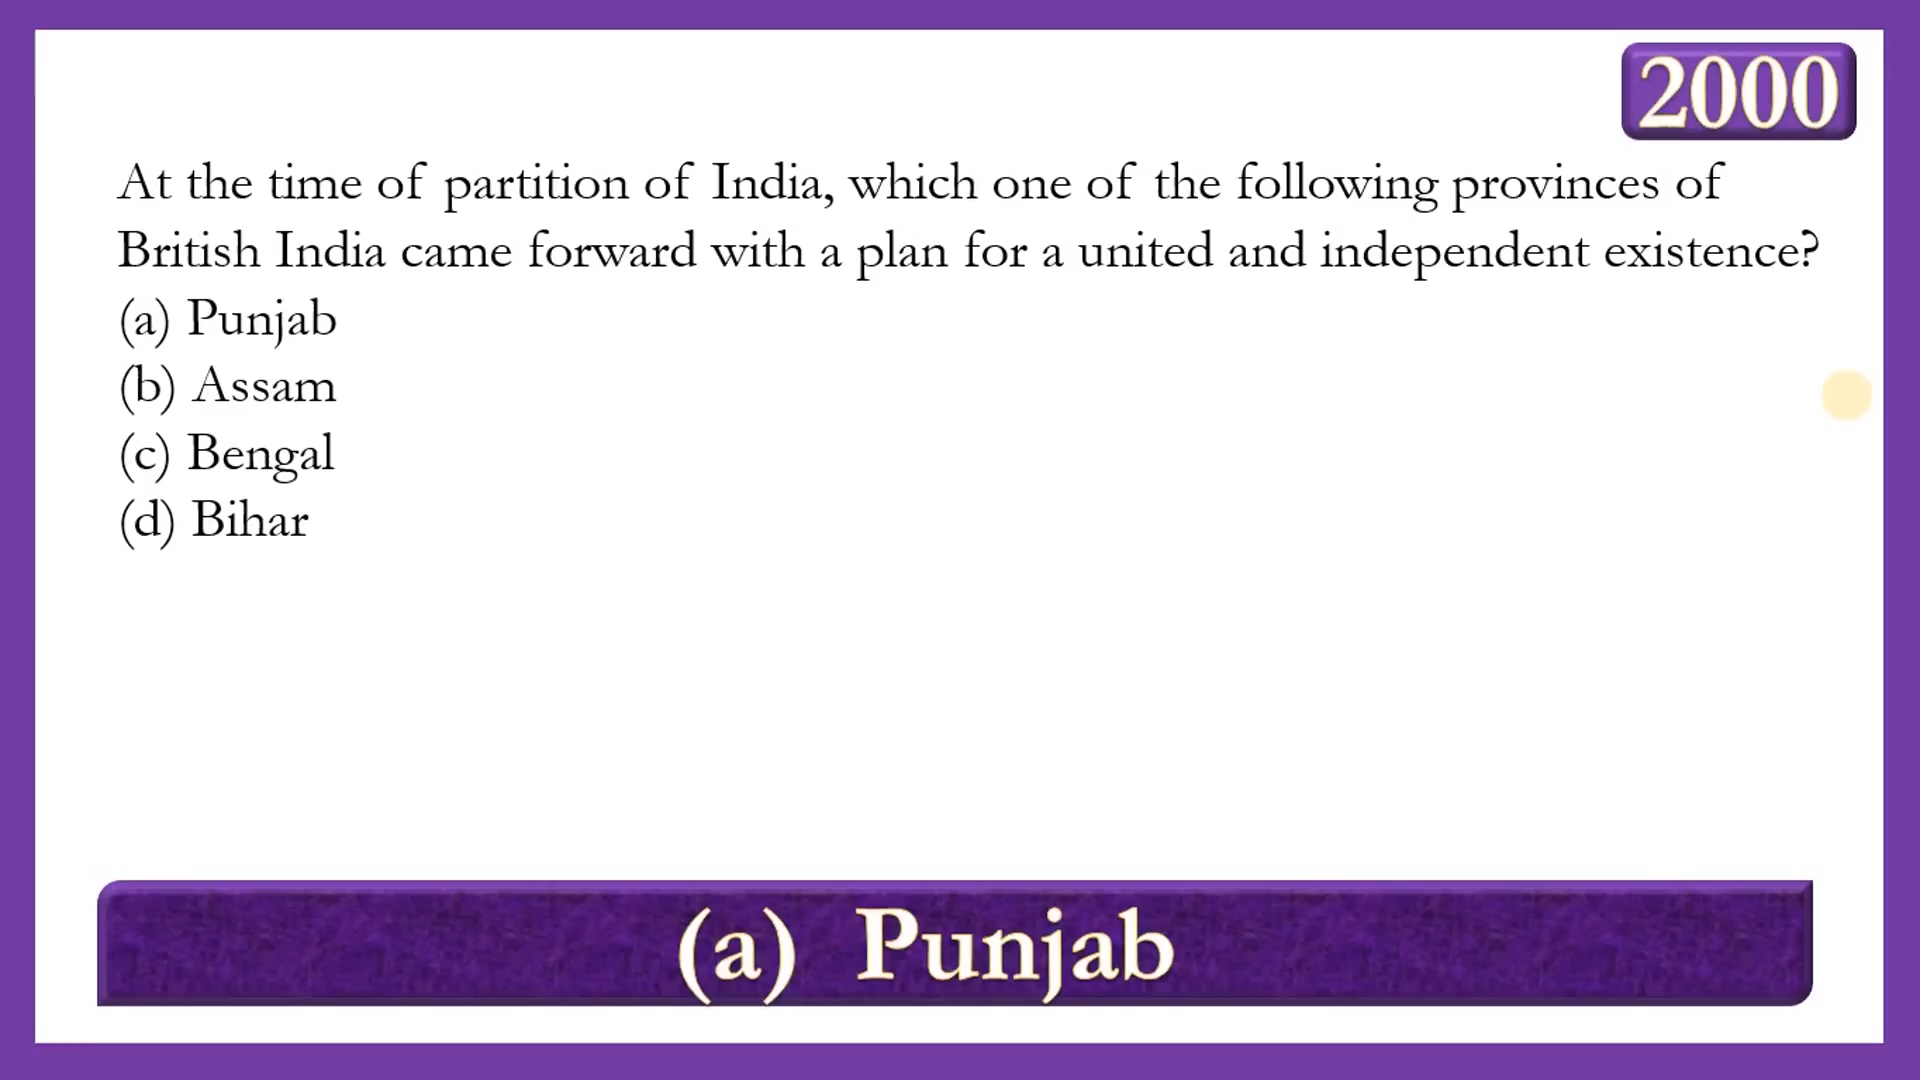 2000
At the time of partition of India, which one of the following provinces of
British India came forward with a plan for a united and independent existence?
(a) Punjab
(b) Assam
(c) Bengal
(d) Bihar
(a) Punjab